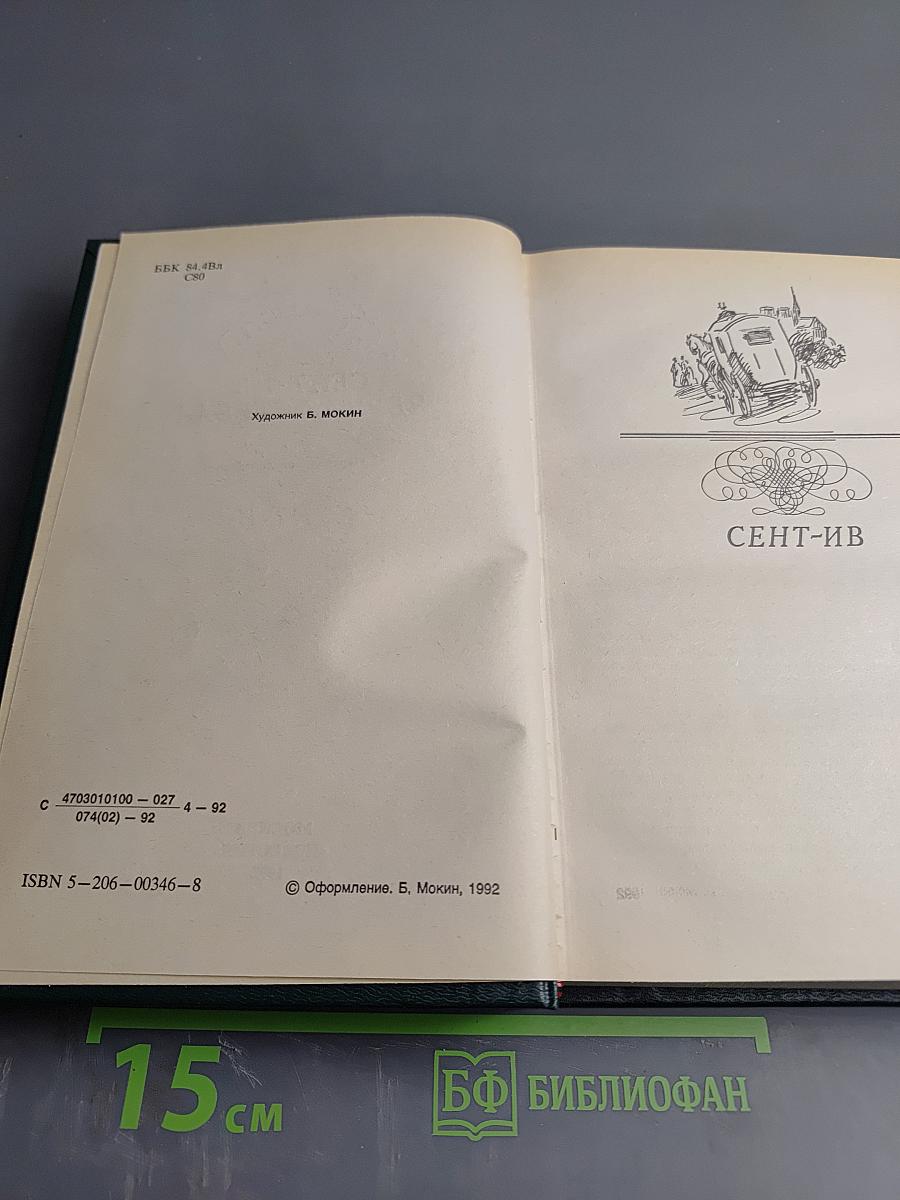 ББК 84.4Вл
С80
Художник Б. МОКИН
С 4703010100 — 027 4 — 92
074(02) — 92
ISBN 5—206—00346—8
© Оформление. Б, Мокин, 1992
СЕНТ-ИВ
15 см
БФ БИБЛИОФАН